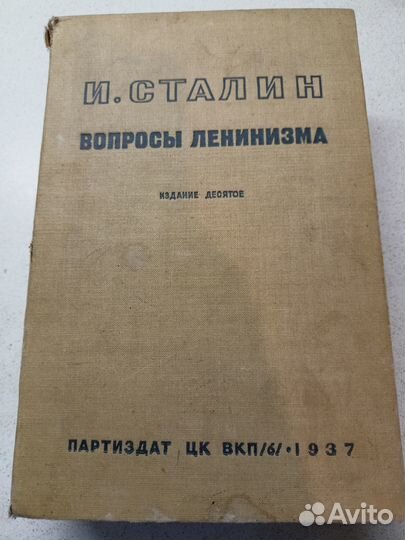 И. СТАЛИН
ВОПРОСЫ ЛЕНИНИЗМА
ИЗДАНИЕ ДЕСЯТОЕ
ПАРТИЗДАТ ЦК ВКП/б/ • 1937
Avito